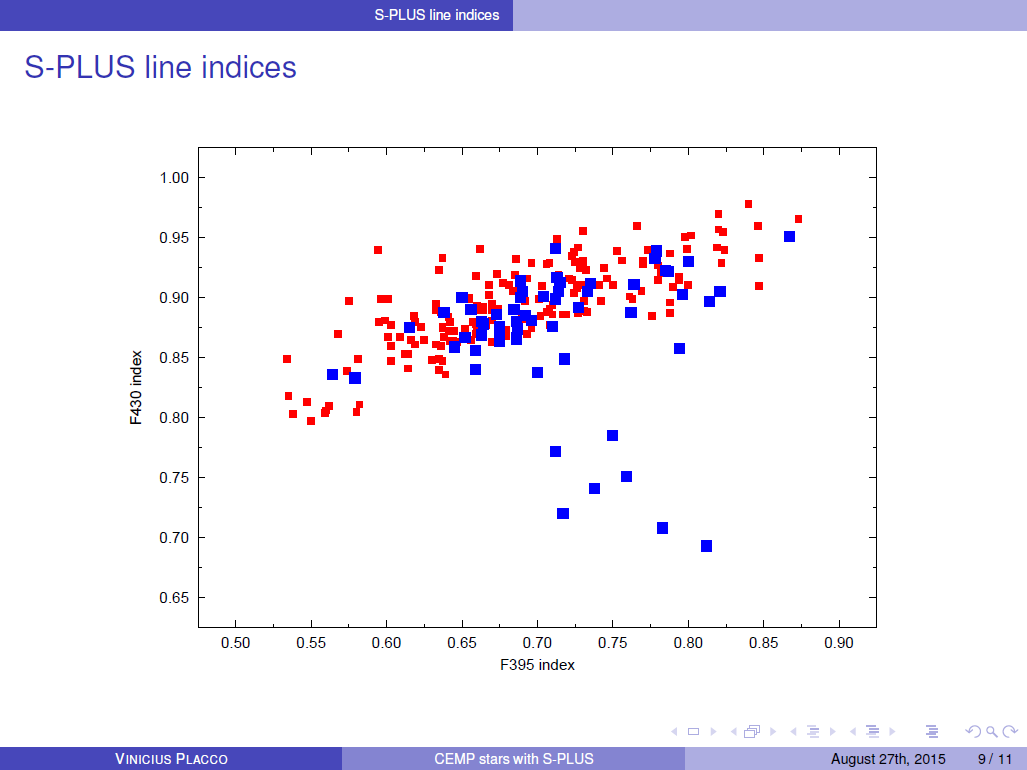 S-PLUS line indices
S-PLUS line indices
1.00
0.95
0.90
0.85
0.80
0.75
0.70
0.65
F430 index
0.50 0.55 0.60 0.65 0.70 0.75 0.80 0.85 0.90
F395 index
VINICIUS PLACCO CEMP stars with S-PLUS August 27th, 2015 9 / 11